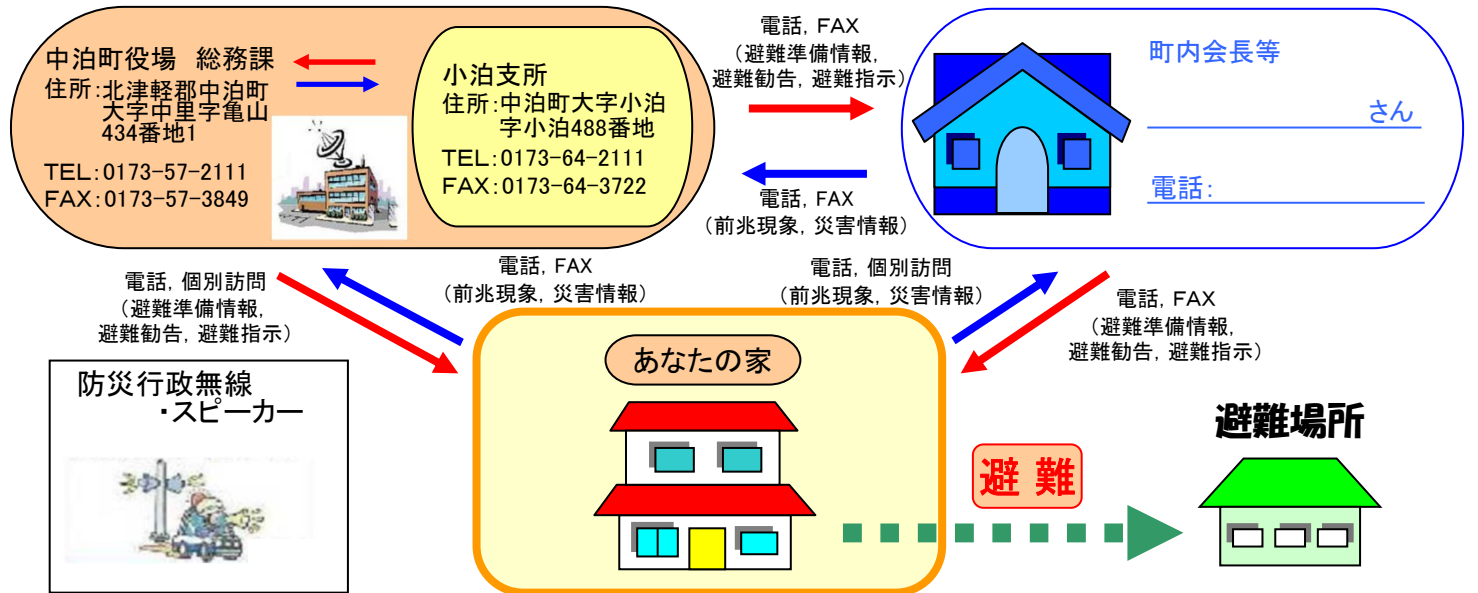 中泊町役場　総務課
住所:北津軽郡中泊町
大字中里字亀山
434番地1
TEL:0173-57-2111
FAX:0173-57-3849
小泊支所
住所:中泊町大字小泊
字小泊488番地
TEL:0173-64-2111
FAX:0173-64-3722
電話, FAX
(避難準備情報,
避難勧告, 避難指示)
電話, FAX
(前兆現象, 災害情報)
町内会長等
さん
電話:
電話, 個別訪問
(避難準備情報,
避難勧告, 避難指示)
電話, FAX
(前兆現象, 災害情報)
電話, 個別訪問
(前兆現象, 災害情報)
電話, FAX
(避難準備情報,
避難勧告, 避難指示)
防災行政無線
・スピーカー
あなたの家
避 難
避難場所